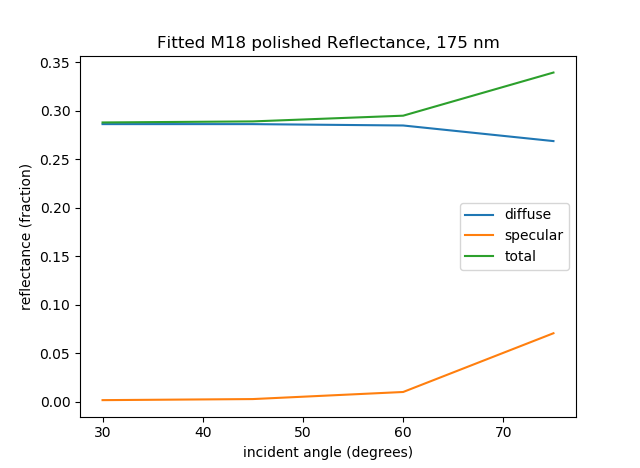 Fitted M18 polished Reflectance, 175 nm
0.35
0.30
0.25
0.20
0.15
0.10
0.05
0.00
reflectance (fraction)
diffuse
specular
total
30
40
50
60
70
incident angle (degrees)